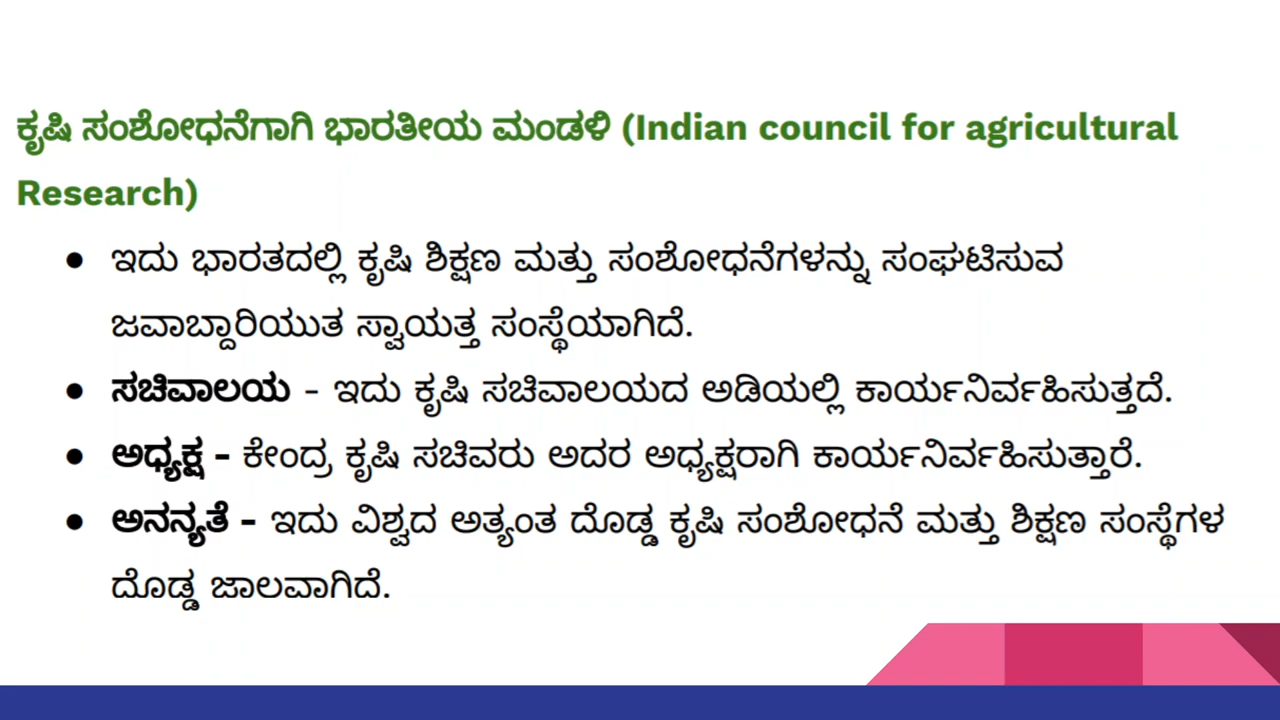 ಕೃಷಿ ಸಂಶೋಧನೆಗಾಗಿ ಭಾರತೀಯ ಮಂಡಳಿ (Indian council for agricultural
Research)
● ಇದು ಭಾರತದಲ್ಲಿ ಕೃಷಿ ಶಿಕ್ಷಣ ಮತ್ತು ಸಂಶೋಧನೆಗಳನ್ನು ಸಂಘಟಿಸುವ
ಜವಾಬ್ದಾರಿಯುತ ಸ್ವಾಯತ್ತ ಸಂಸ್ಥೆಯಾಗಿದೆ.
● ಸಚಿವಾಲಯ - ಇದು ಕೃಷಿ ಸಚಿವಾಲಯದ ಅಡಿಯಲ್ಲಿ ಕಾರ್ಯನಿರ್ವಹಿಸುತ್ತದೆ.
● ಅಧ್ಯಕ್ಷ - ಕೇಂದ್ರ ಕೃಷಿ ಸಚಿವರು ಅದರ ಅಧ್ಯಕ್ಷರಾಗಿ ಕಾರ್ಯನಿರ್ವಹಿಸುತ್ತಾರೆ.
● ಅನನ್ಯತೆ - ಇದು ವಿಶ್ವದ ಅತ್ಯಂತ ದೊಡ್ಡ ಕೃಷಿ ಸಂಶೋಧನೆ ಮತ್ತು ಶಿಕ್ಷಣ ಸಂಸ್ಥೆಗಳ
ದೊಡ್ಡ ಜಾಲವಾಗಿದೆ.